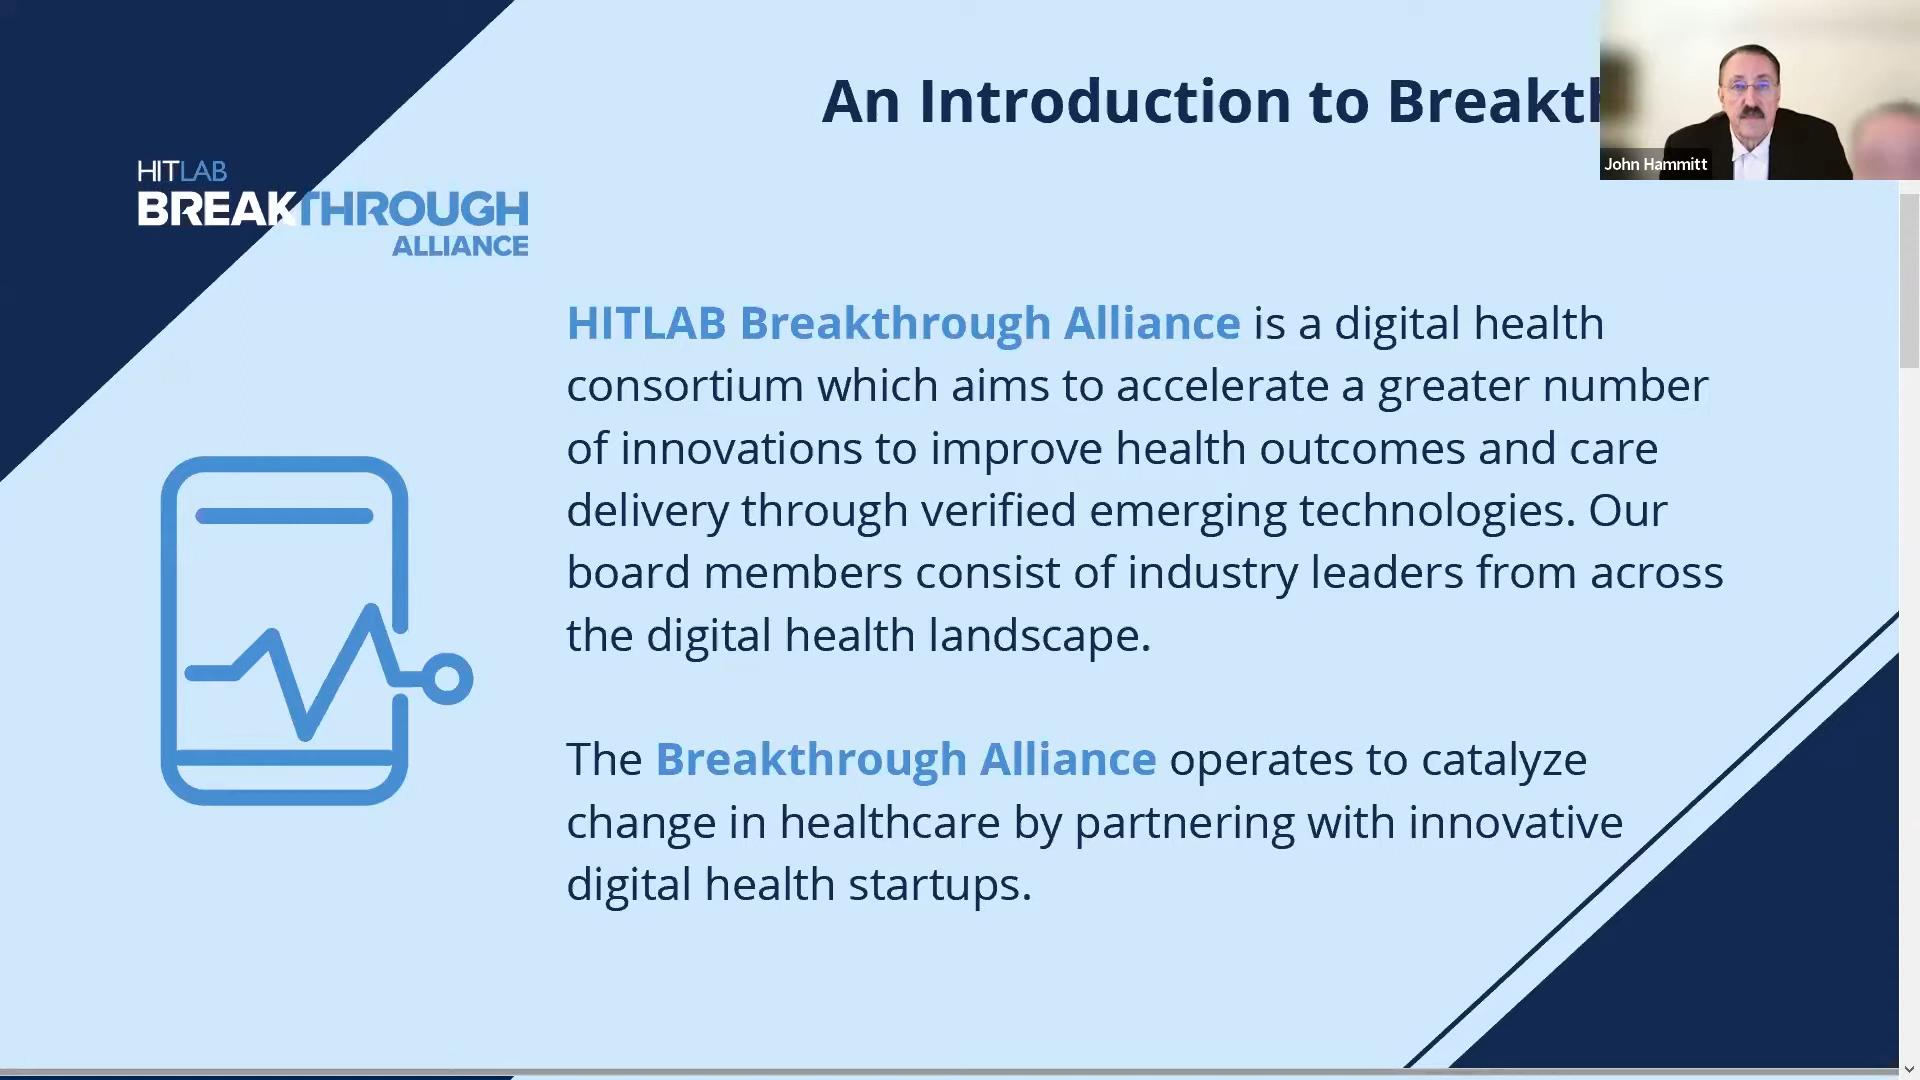 An Introduction to Breakth
John Hammitt
HITLAB
BREAKTHROUGH
ALLIANCE
HITLAB Breakthrough Alliance is a digital health
consortium which aims to accelerate a greater number
of innovations to improve health outcomes and care
delivery through verified emerging technologies. Our
board members consist of industry leaders from across
the digital health landscape.
The Breakthrough Alliance operates to catalyze
change in healthcare by partnering with innovative
digital health startups.